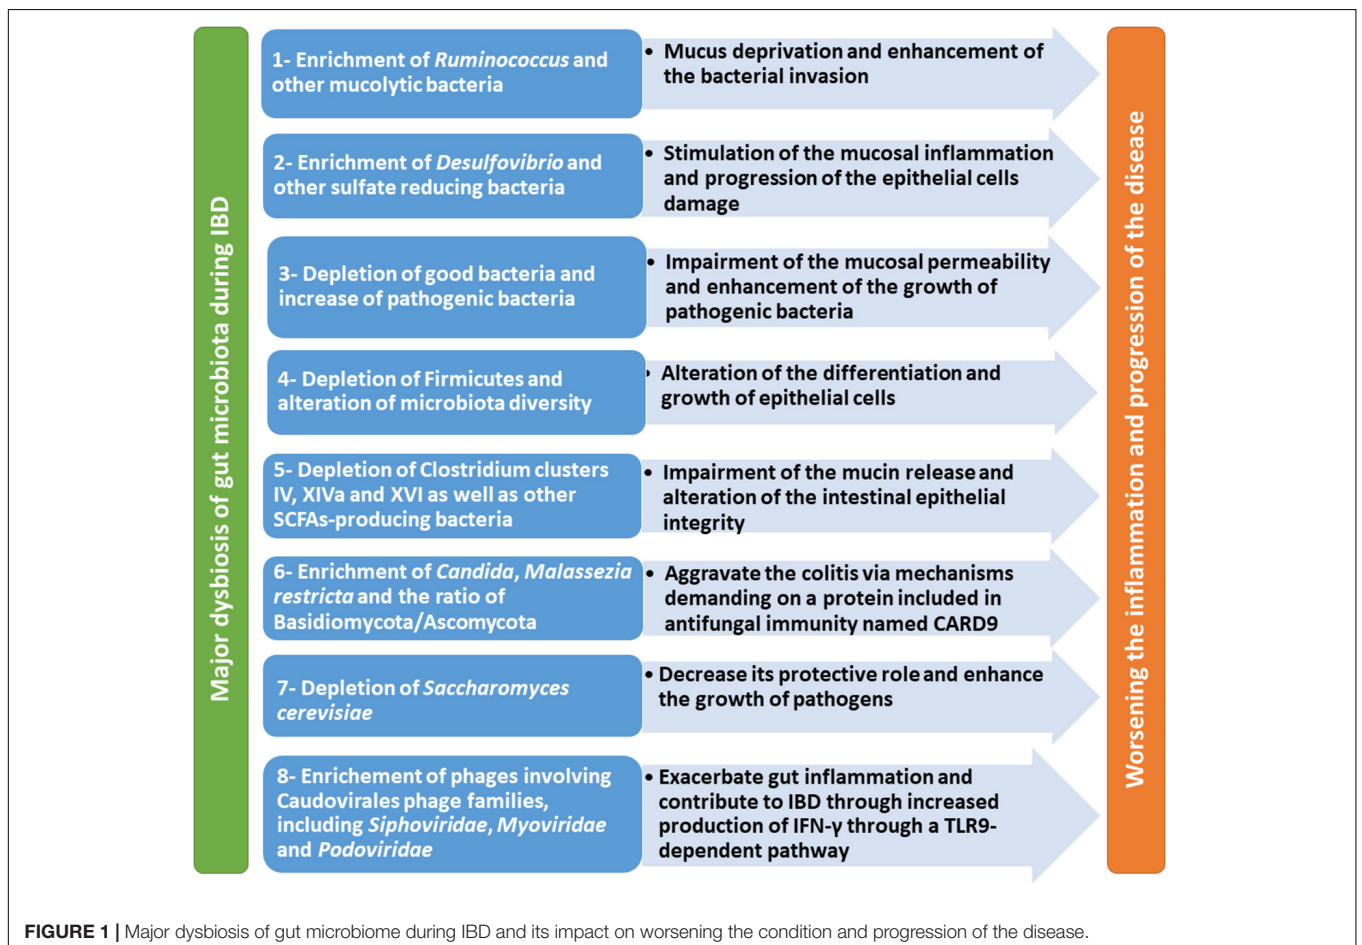 Major dysbiosis of gut microbiota during IBD
1- Enrichment of Ruminococcus and
other mucolytic bacteria
• Mucus deprivation and enhancement of
the bacterial invasion
2- Enrichment of Desulfovibrio and
other sulfate reducing bacteria
• Stimulation of the mucosal inflammation
and progression of the epithelial cells
damage
3- Depletion of good bacteria and
increase of pathogenic bacteria
• Impairment of the mucosal permeability
and enhancement of the growth of
pathogenic bacteria
4- Depletion of Firmicutes and
alteration of microbiota diversity
• Alteration of the differentiation and
growth of epithelial cells
5- Depletion of Clostridium clusters
IV, XIVa and XVI as well as other
SCFAs-producing bacteria
• Impairment of the mucin release and
alteration of the intestinal epithelial
integrity
6- Enrichment of Candida, Malassezia
restricta and the ratio of
Basidiomycota/Ascomycota
• Aggravate the colitis via mechanisms
demanding on a protein included in
antifungal immunity named CARD9
7- Depletion of Saccharomyces
cerevisiae
• Decrease its protective role and enhance
the growth of pathogens
8- Enrichement of phages involving
Caudovirales phage families,
including Siphoviridae, Myoviridae
and Podoviridae
• Exacerbate gut inflammation and
contribute to IBD through increased
production of IFN-γ through a TLR9-
dependent pathway
Worsening the inflammation and progression of the disease
FIGURE 1 | Major dysbiosis of gut microbiome during IBD and its impact on worsening the condition and progression of the disease.